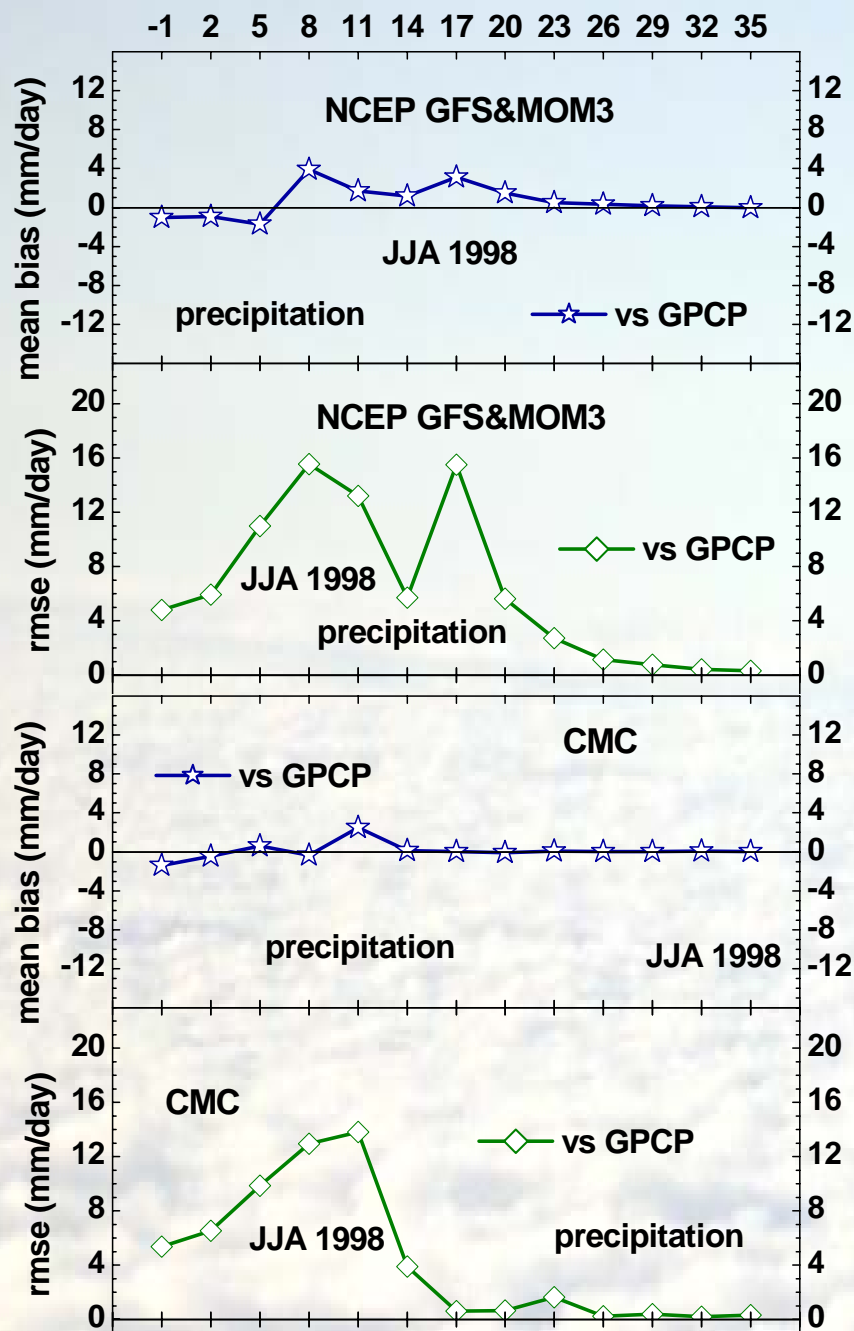 -1 2 5 8 11 14 17 20 23 26 29 32 35
12 12
NCEP GFS&MOM3
8 8
4 4
0 0
-4 JJA 1998 -4
-8 -8
precipitation vs GPCP
-12 -12
mean bias (mm/day)
20 20
NCEP GFS&MOM3
16 16
12 12
vs GPCP
8 8
JJA 1998
4 precipitation 4
0 0
rmse (mm/day)
12 CMC 12
8 vs GPCP 8
4 4
0 0
-4 -4
-8 -8
precipitation JJA 1998
-12 -12
mean bias (mm/day)
20 20
16 16
CMC
12 vs GPCP 12
8 8
JJA 1998 precipitation
4 4
0 0
rmse (mm/day)